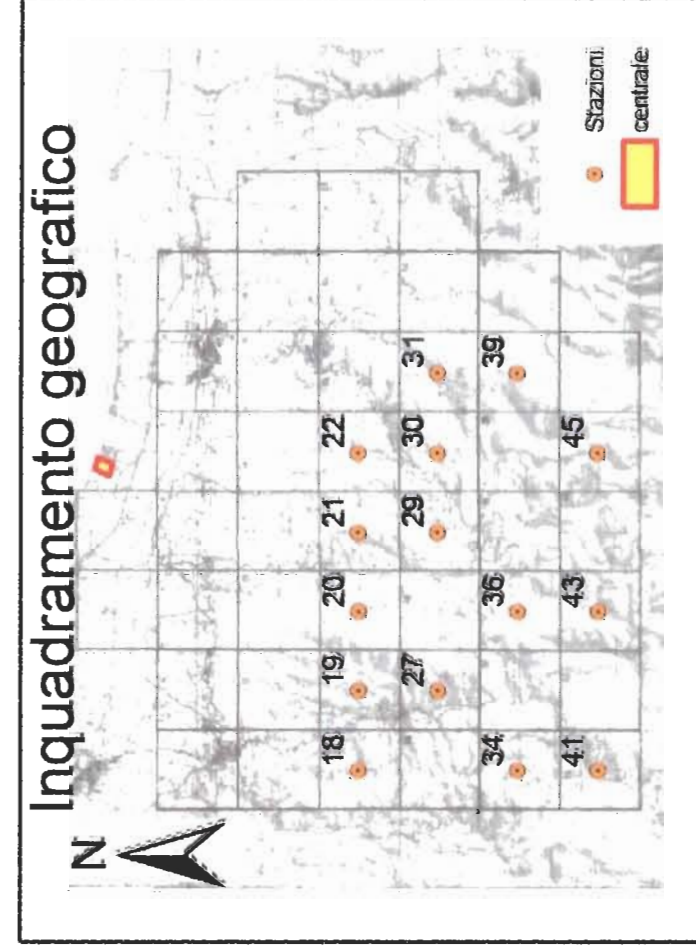 Inquadramento geografico
N
18 19 20 21 22
27 29 30 31
34 36 39
41 43 45
Stazioni
centrale